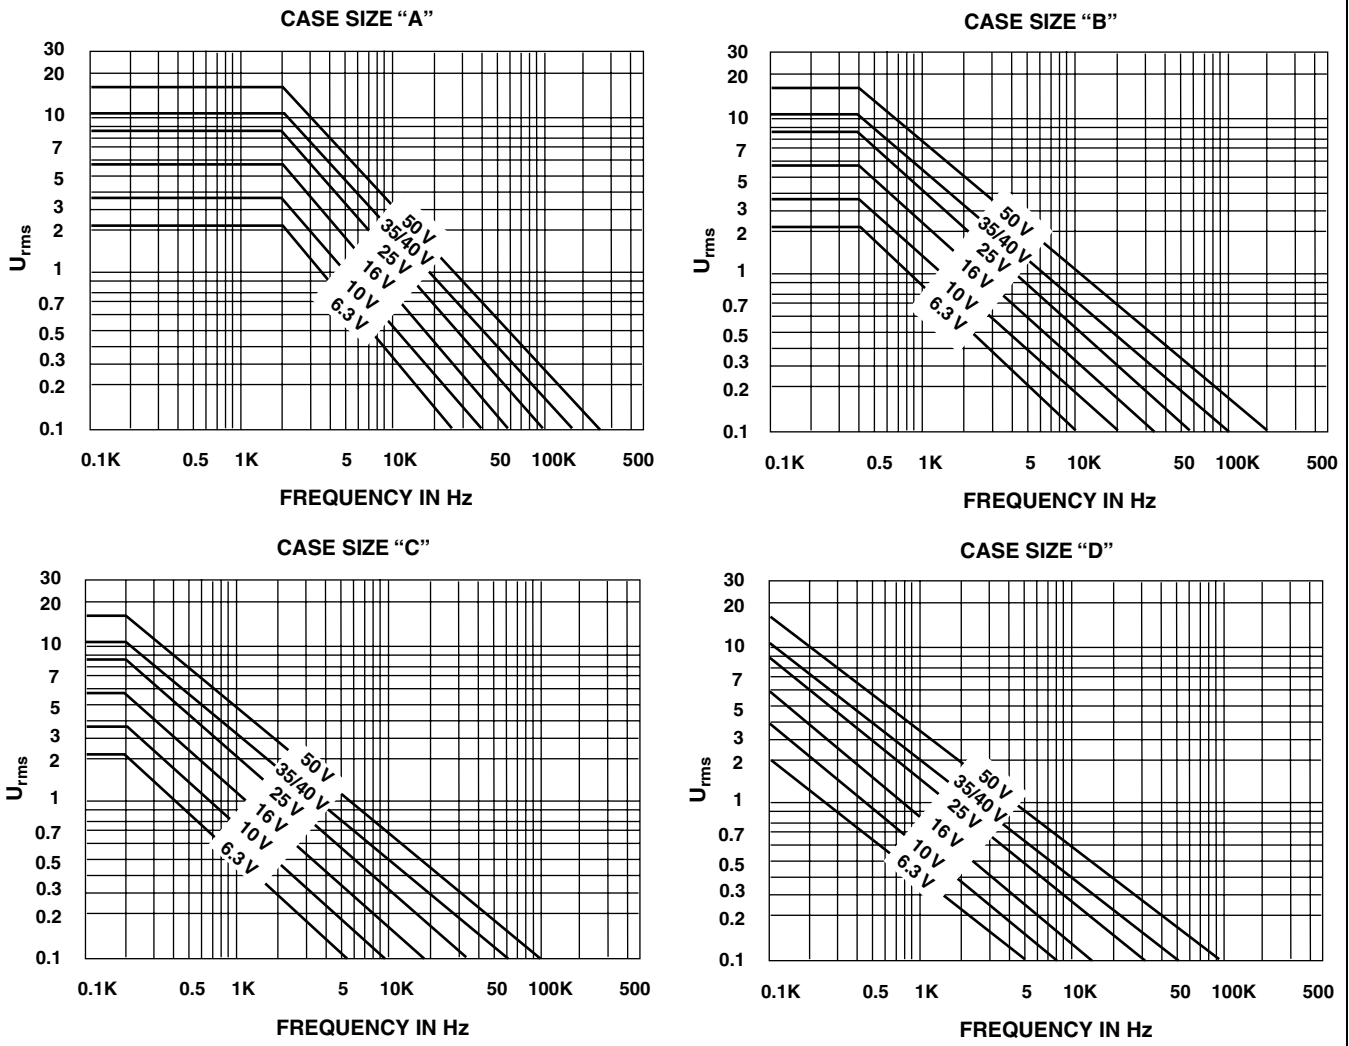 CASE SIZE “A”
30
20
10
7
5
3
2
1
0.7
0.5
0.3
0.2
0.1
Urms
50 V
35/40 V
25 V
16 V
10 V
6.3 V
0.1K 0.5 1K 5 10K 50 100K 500
FREQUENCY IN Hz
CASE SIZE “B”
30
20
10
7
5
3
2
1
0.7
0.5
0.3
0.2
0.1
Urms
50 V
35/40 V
25 V
16 V
10 V
6.3 V
0.1K 0.5 1K 5 10K 50 100K 500
FREQUENCY IN Hz
CASE SIZE “C”
30
20
10
7
5
3
2
1
0.7
0.5
0.3
0.2
0.1
Urms
50 V
35/40 V
25 V
16 V
10 V
6.3 V
0.1K 0.5 1K 5 10K 50 100K 500
FREQUENCY IN Hz
CASE SIZE “D”
30
20
10
7
5
3
2
1
0.7
0.5
0.3
0.2
0.1
Urms
50 V
35/40 V
25 V
16 V
10 V
6.3 V
0.1K 0.5 1K 5 10K 50 100K 500
FREQUENCY IN Hz